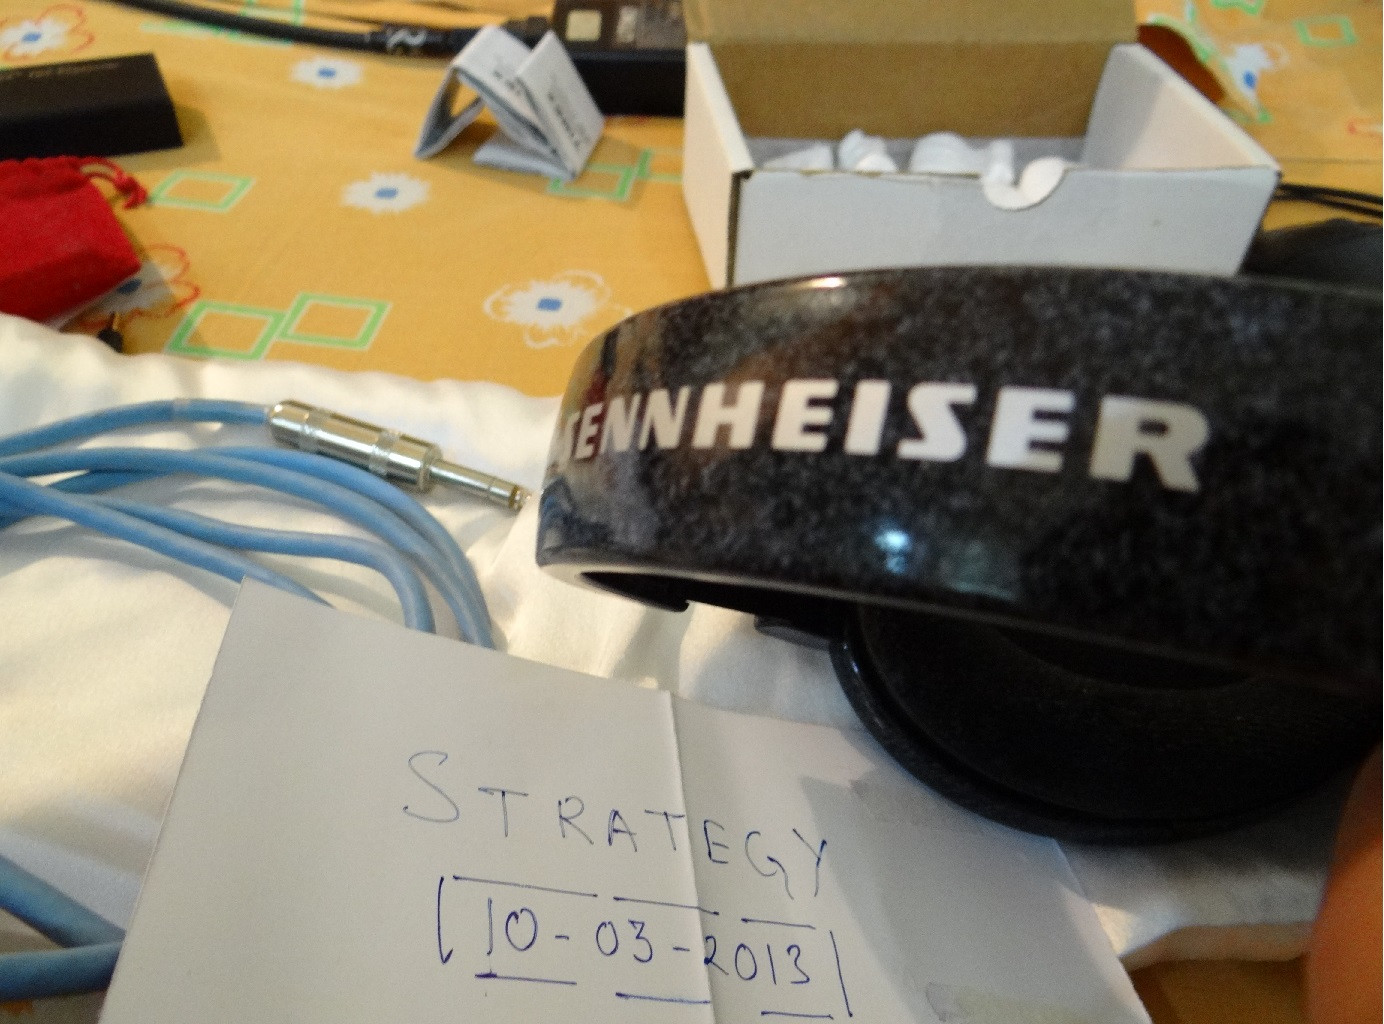 SENNHEISER
STRATEGY
10-03-2013